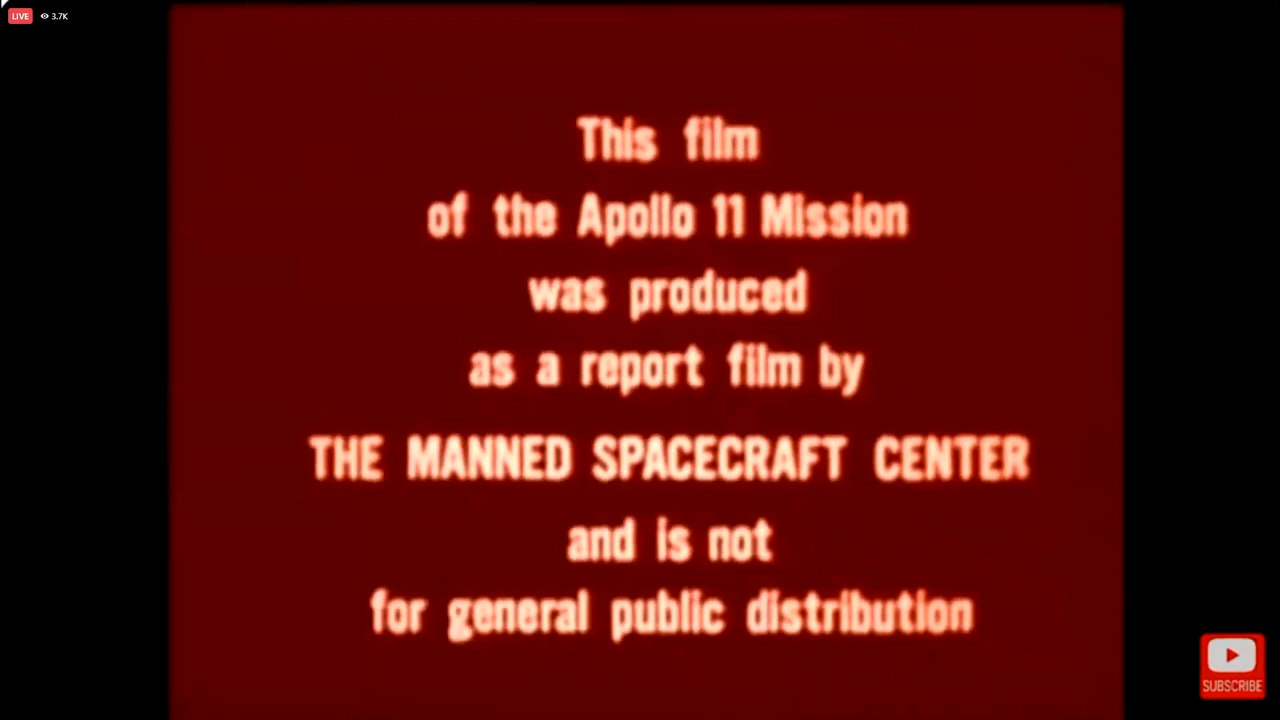 LIVE 3.7K
This film
of the Apollo 11 Mission
was produced
as a report film by
THE MANNED SPACECRAFT CENTER
and is not
for general public distribution
SUBSCRIBE